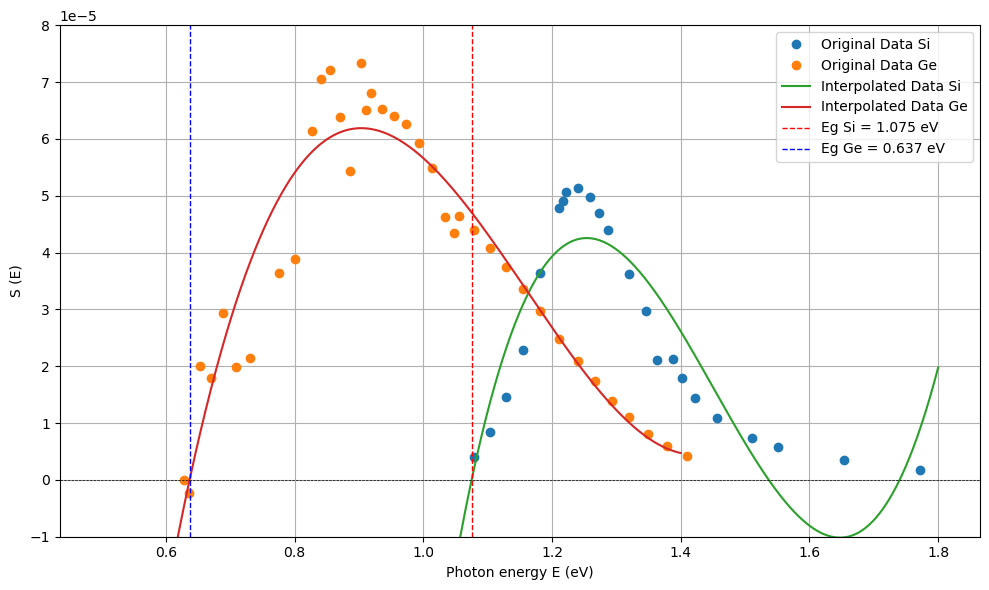 1e−5
8
7
6
5
4
3
2
1
0
−1
S (E)
0.6
0.8
1.0
1.2
1.4
1.6
1.8
Photon energy E (eV)
Original Data Si
Original Data Ge
Interpolated Data Si
Interpolated Data Ge
Eg Si = 1.075 eV
Eg Ge = 0.637 eV